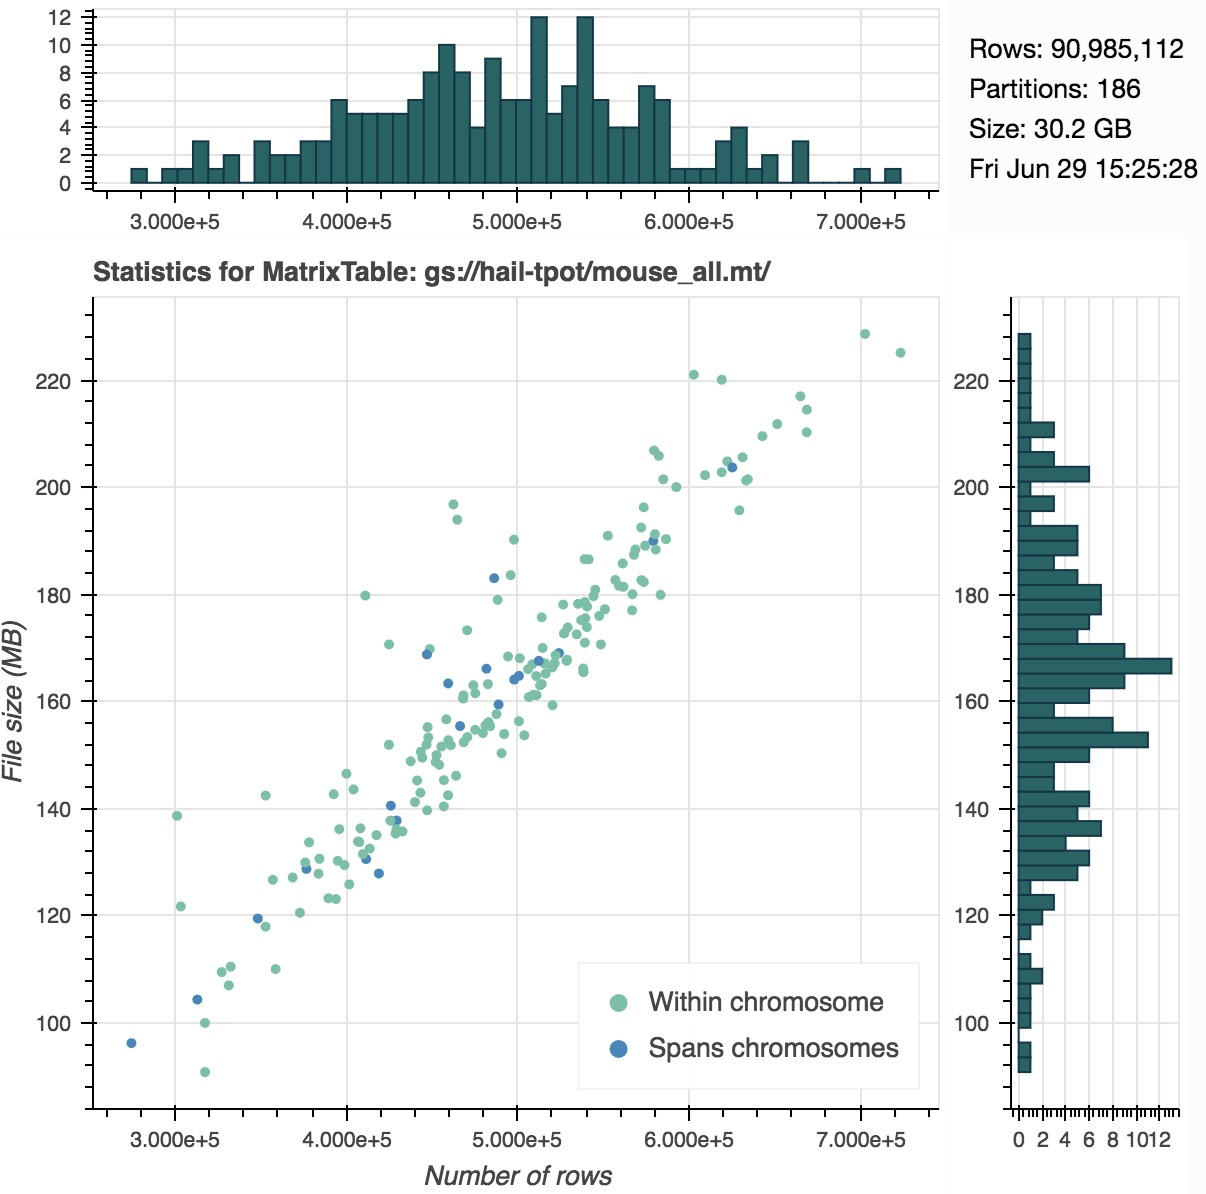 12
10
8
6
4
2
0
3.000e+5 4.000e+5 5.000e+5 6.000e+5 7.000e+5
Rows: 90,985,112
Partitions: 186
Size: 30.2 GB
Fri Jun 29 15:25:28
Statistics for MatrixTable: gs://hail-tpot/mouse_all.mt/
File size (MB)
220
200
180
160
140
120
100
Within chromosome
Spans chromosomes
3.000e+5 4.000e+5 5.000e+5 6.000e+5 7.000e+5
Number of rows
220
200
180
160
140
120
100
0 2 4 6 8 10 12